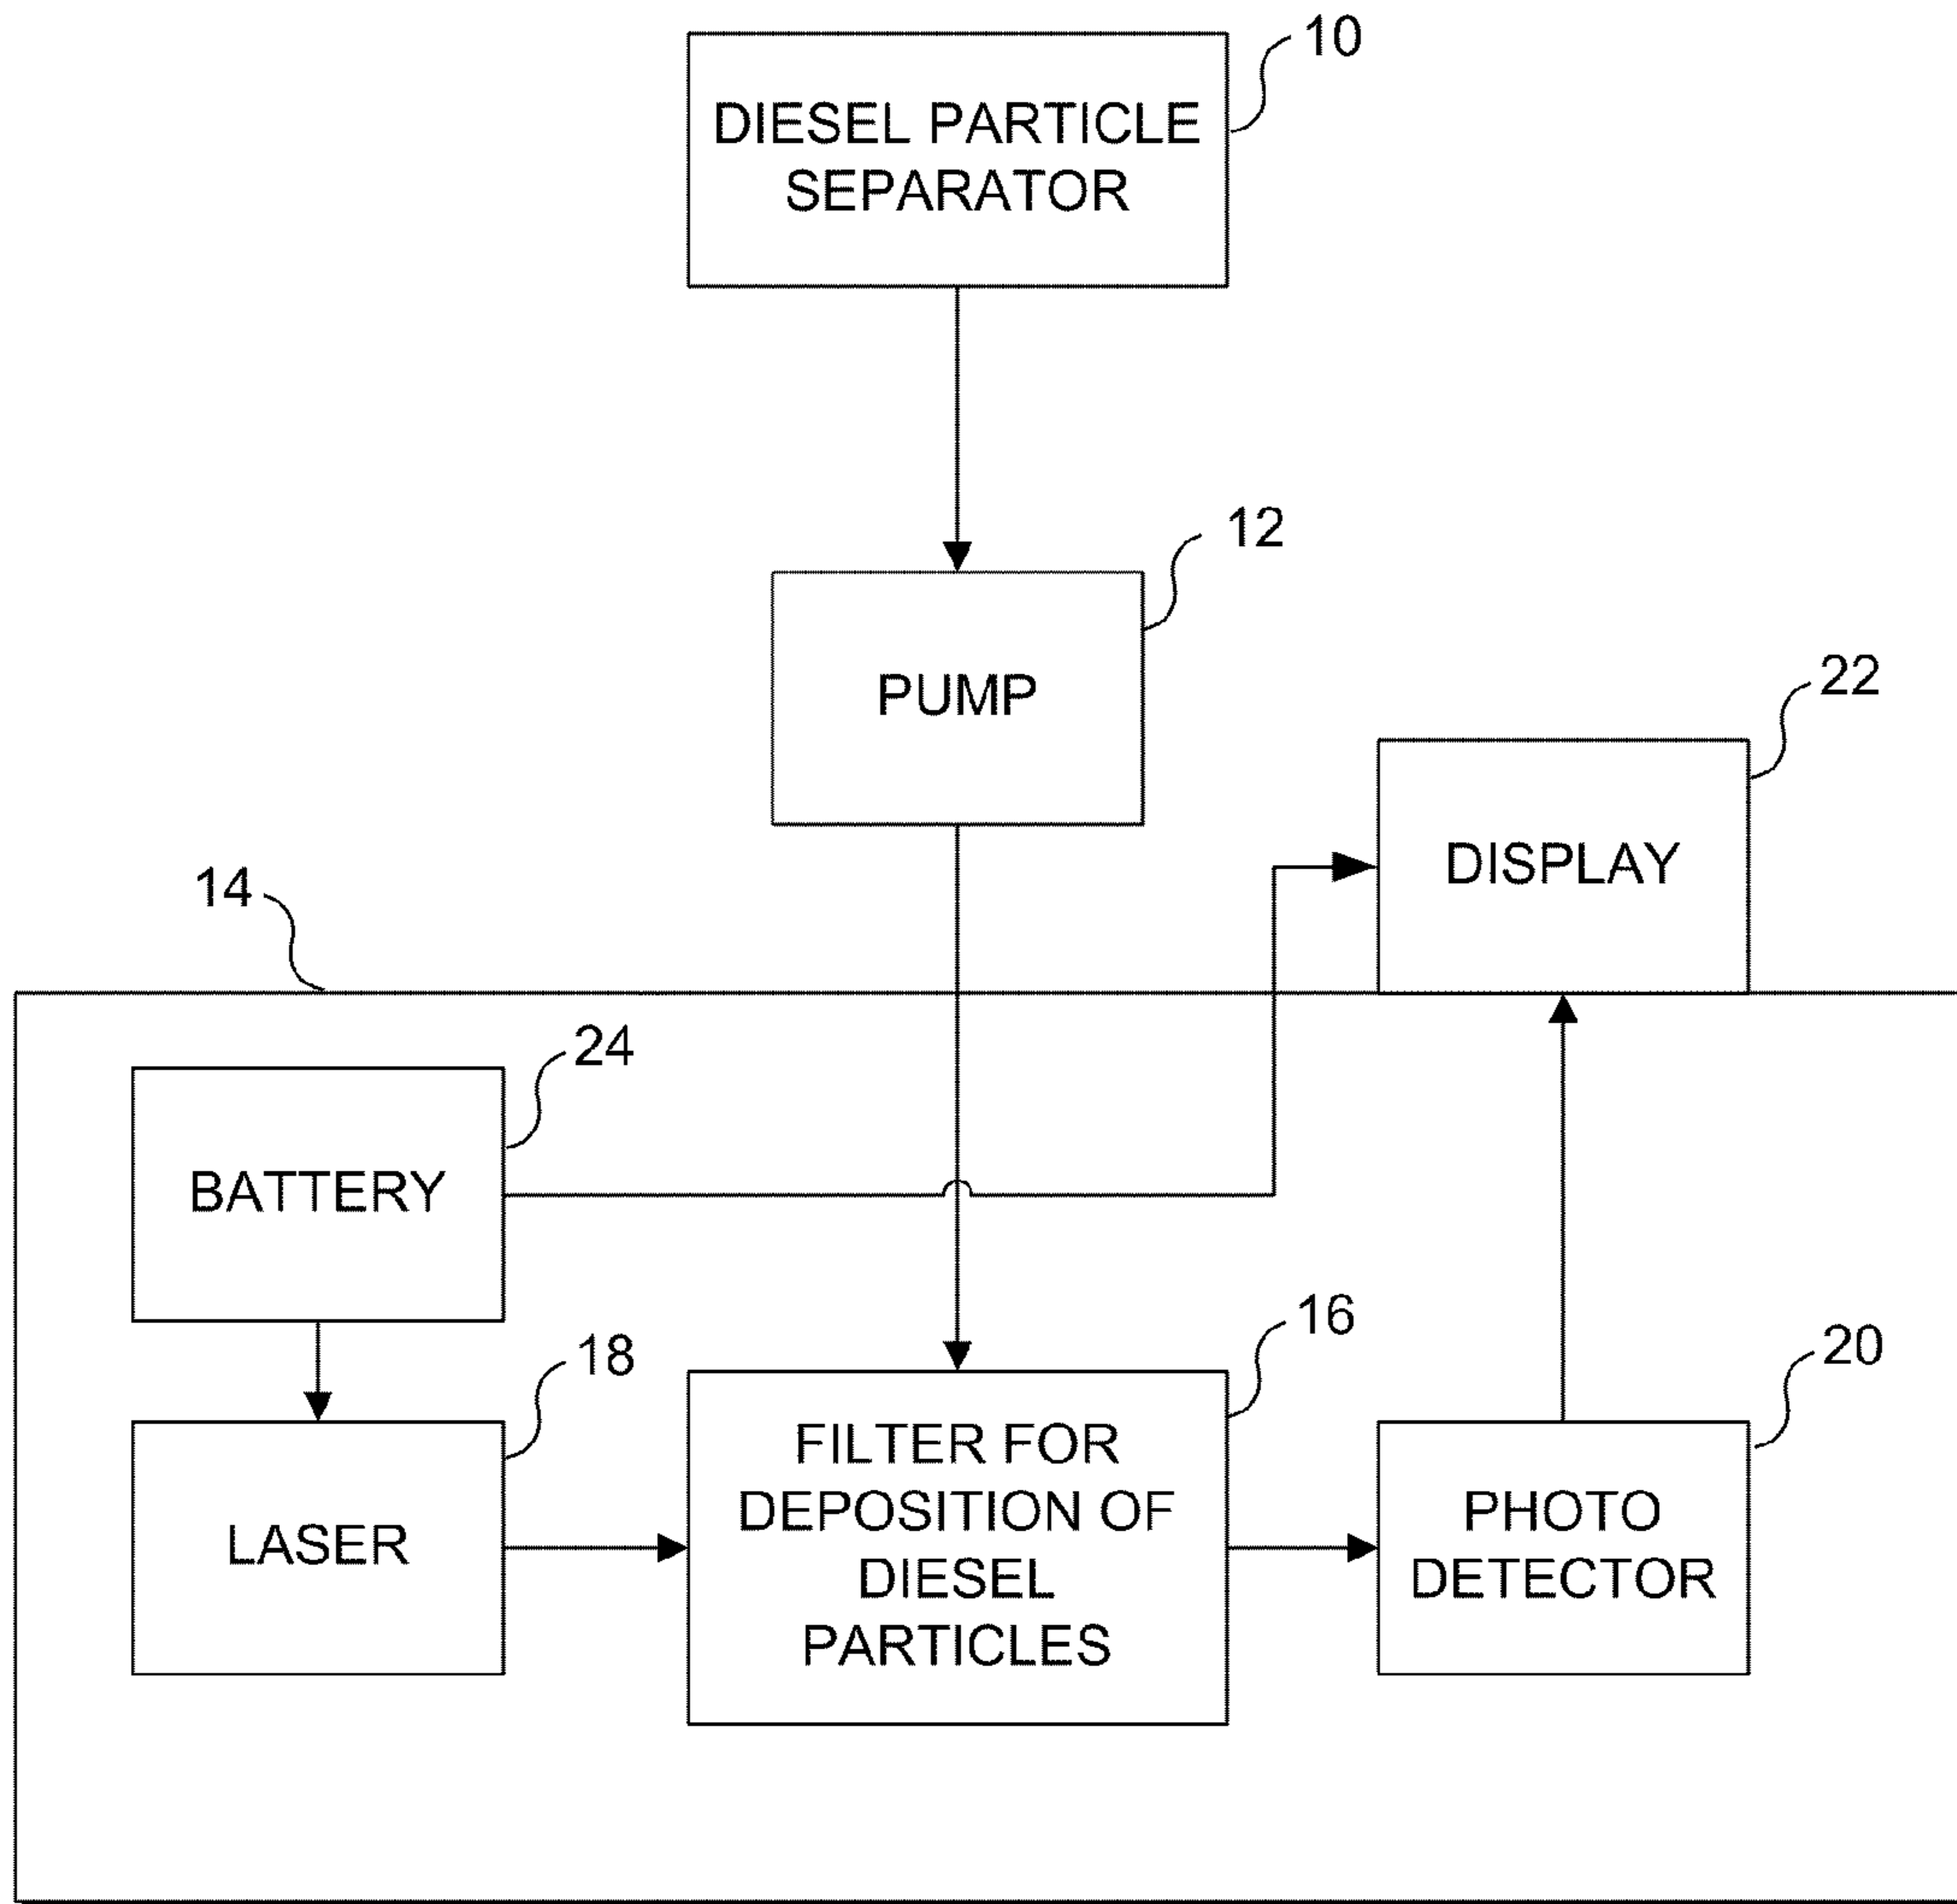 10
DIESEL PARTICLE
SEPARATOR
12
PUMP
22
DISPLAY
14
24
BATTERY
18
LASER
16
FILTER FOR
DEPOSITION OF
DIESEL
PARTICLES
20
PHOTO
DETECTOR